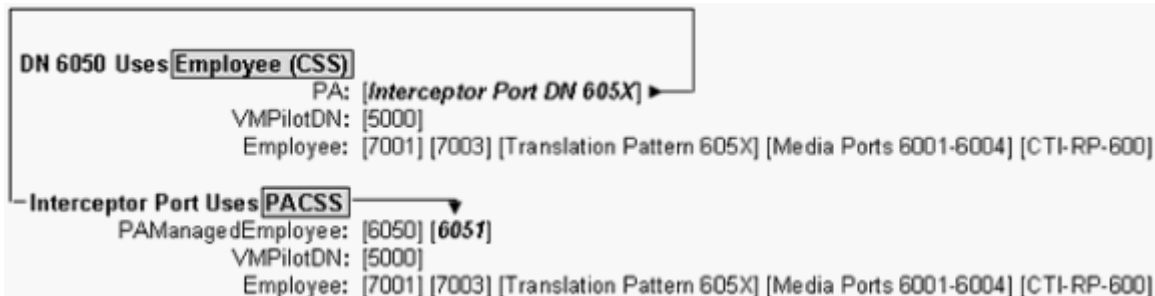 DN 6050 Uses Employee (CSS)
PA: [Interceptor Port DN 605X]
VMPilotDN: [5000]
Employee: [7001] [7003] [Translation Pattern 605X] [Media Ports 6001-6004] [CTI-RP-600]
Interceptor Port Uses PACSS
PAManagedEmployee: [6050] [6051]
VMPilotDN: [5000]
Employee: [7001] [7003] [Translation Pattern 605X] [Media Ports 6001-6004] [CTI-RP-600]